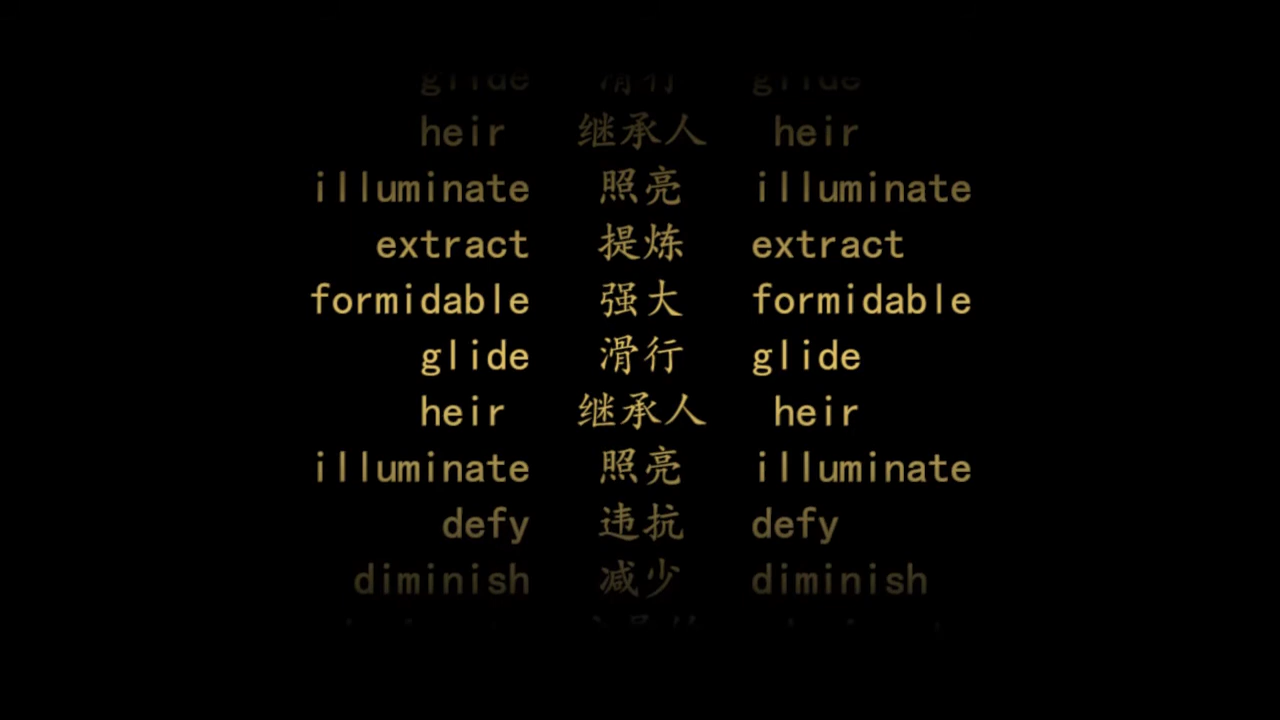 glide 滑行 glide
heir 继承人 heir
illuminate 照亮 illuminate
extract 提炼 extract
formidable 强大 formidable
glide 滑行 glide
heir 继承人 heir
illuminate 照亮 illuminate
defy 违抗 defy
diminish 减少 diminish